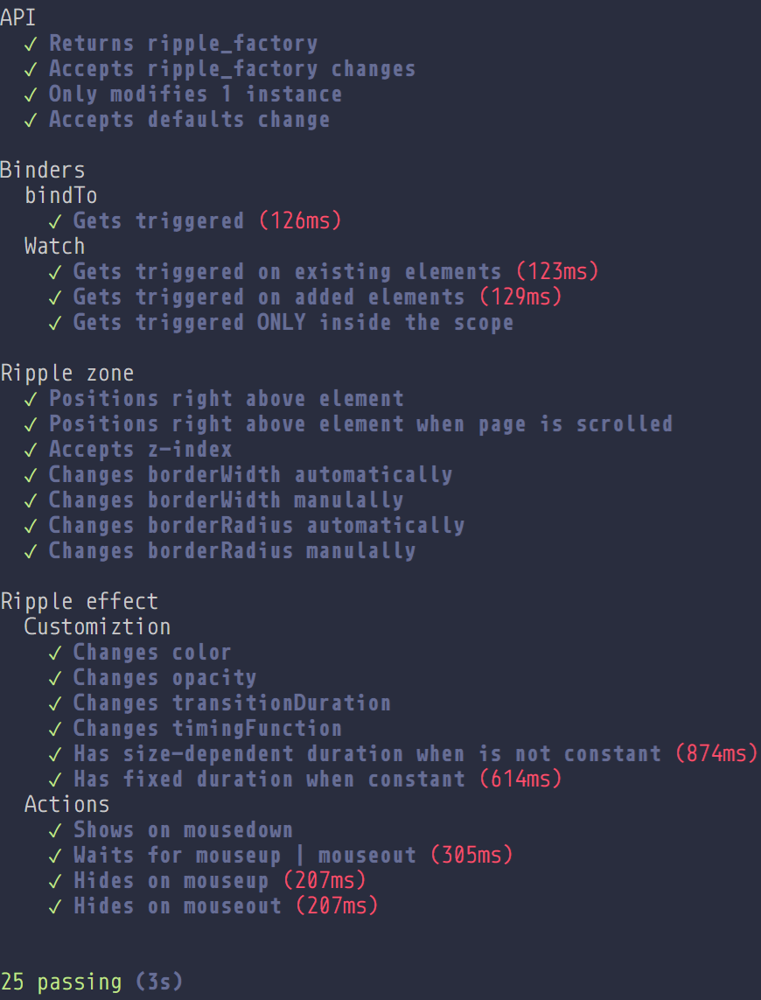 API
✓ Returns ripple_factory
✓ Accepts ripple_factory changes
✓ Only modifies 1 instance
✓ Accepts defaults change
Binders
bindTo
✓ Gets triggered (126ms)
Watch
✓ Gets triggered on existing elements (123ms)
✓ Gets triggered on added elements (129ms)
✓ Gets triggered ONLY inside the scope
Ripple zone
✓ Positions right above element
✓ Positions right above element when page is scrolled
✓ Accepts z-index
✓ Changes borderWidth automatically
✓ Changes borderWidth manulally
✓ Changes borderRadius automatically
✓ Changes borderRadius manulally
Ripple effect
Customiztion
✓ Changes color
✓ Changes opacity
✓ Changes transitionDuration
✓ Changes timingFunction
✓ Has size-dependent duration when is not constant (874ms)
✓ Has fixed duration when constant (614ms)
Actions
✓ Shows on mousedown
✓ Waits for mouseup | mouseout (305ms)
✓ Hides on mouseup (207ms)
✓ Hides on mouseout (207ms)
25 passing (3s)